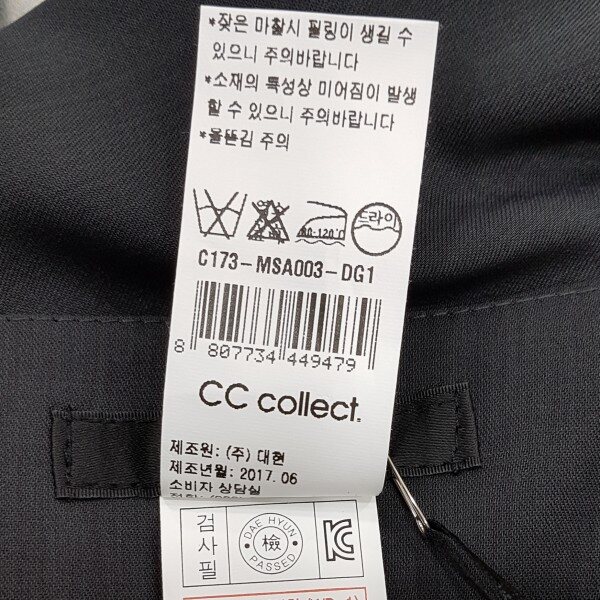 *잦은 마찰시 필링이 생길 수
있으니 주의바랍니다
*소재의 특성상 미어짐이 발생
할 수 있으니 주의바랍니다
*올뜯김 주의
80-120℃
드라이
C173-MSA003-DG1
8 807734 449479
CC collect.
제조원: (주) 대현
제조년월: 2017. 06
소비자 상담실
검
사
필
DAE HYUN
檢
PASSED